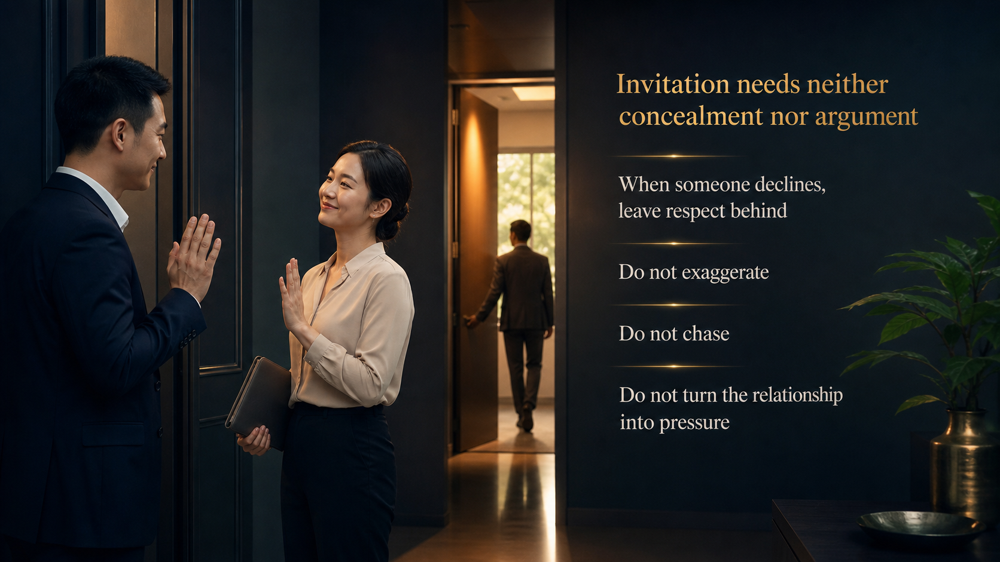 Invitation needs neither
concealment nor argument
When someone declines,
leave respect behind
Do not exaggerate
Do not chase
Do not turn the relationship
into pressure